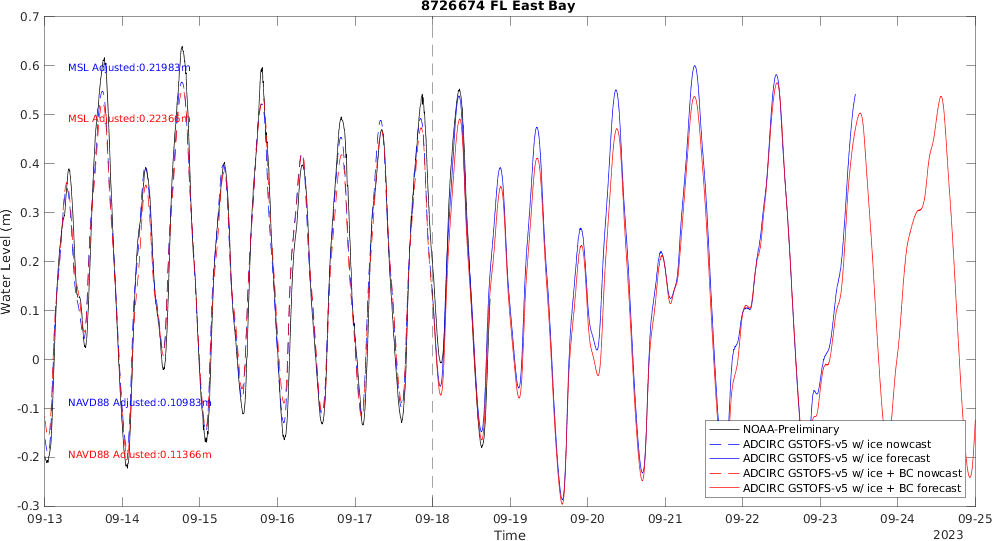 8726674 FL East Bay
0.7
0.6
0.5
0.4
0.3
0.2
0.1
0
-0.1
-0.2
-0.3
Water Level (m)
MSL Adjusted:0.21983m
MSL Adjusted:0.22366m
NAVD88 Adjusted:0.10983m
NAVD88 Adjusted:0.11366m
NOAA-Preliminary
ADCIRC GSTOFS-v5 w/ ice nowcast
ADCIRC GSTOFS-v5 w/ ice forecast
ADCIRC GSTOFS-v5 w/ ice + BC nowcast
ADCIRC GSTOFS-v5 w/ ice + BC forecast
09-13 09-14 09-15 09-16 09-17 09-18 09-19 09-20 09-21 09-22 09-23 09-24 09-25
Time
2023